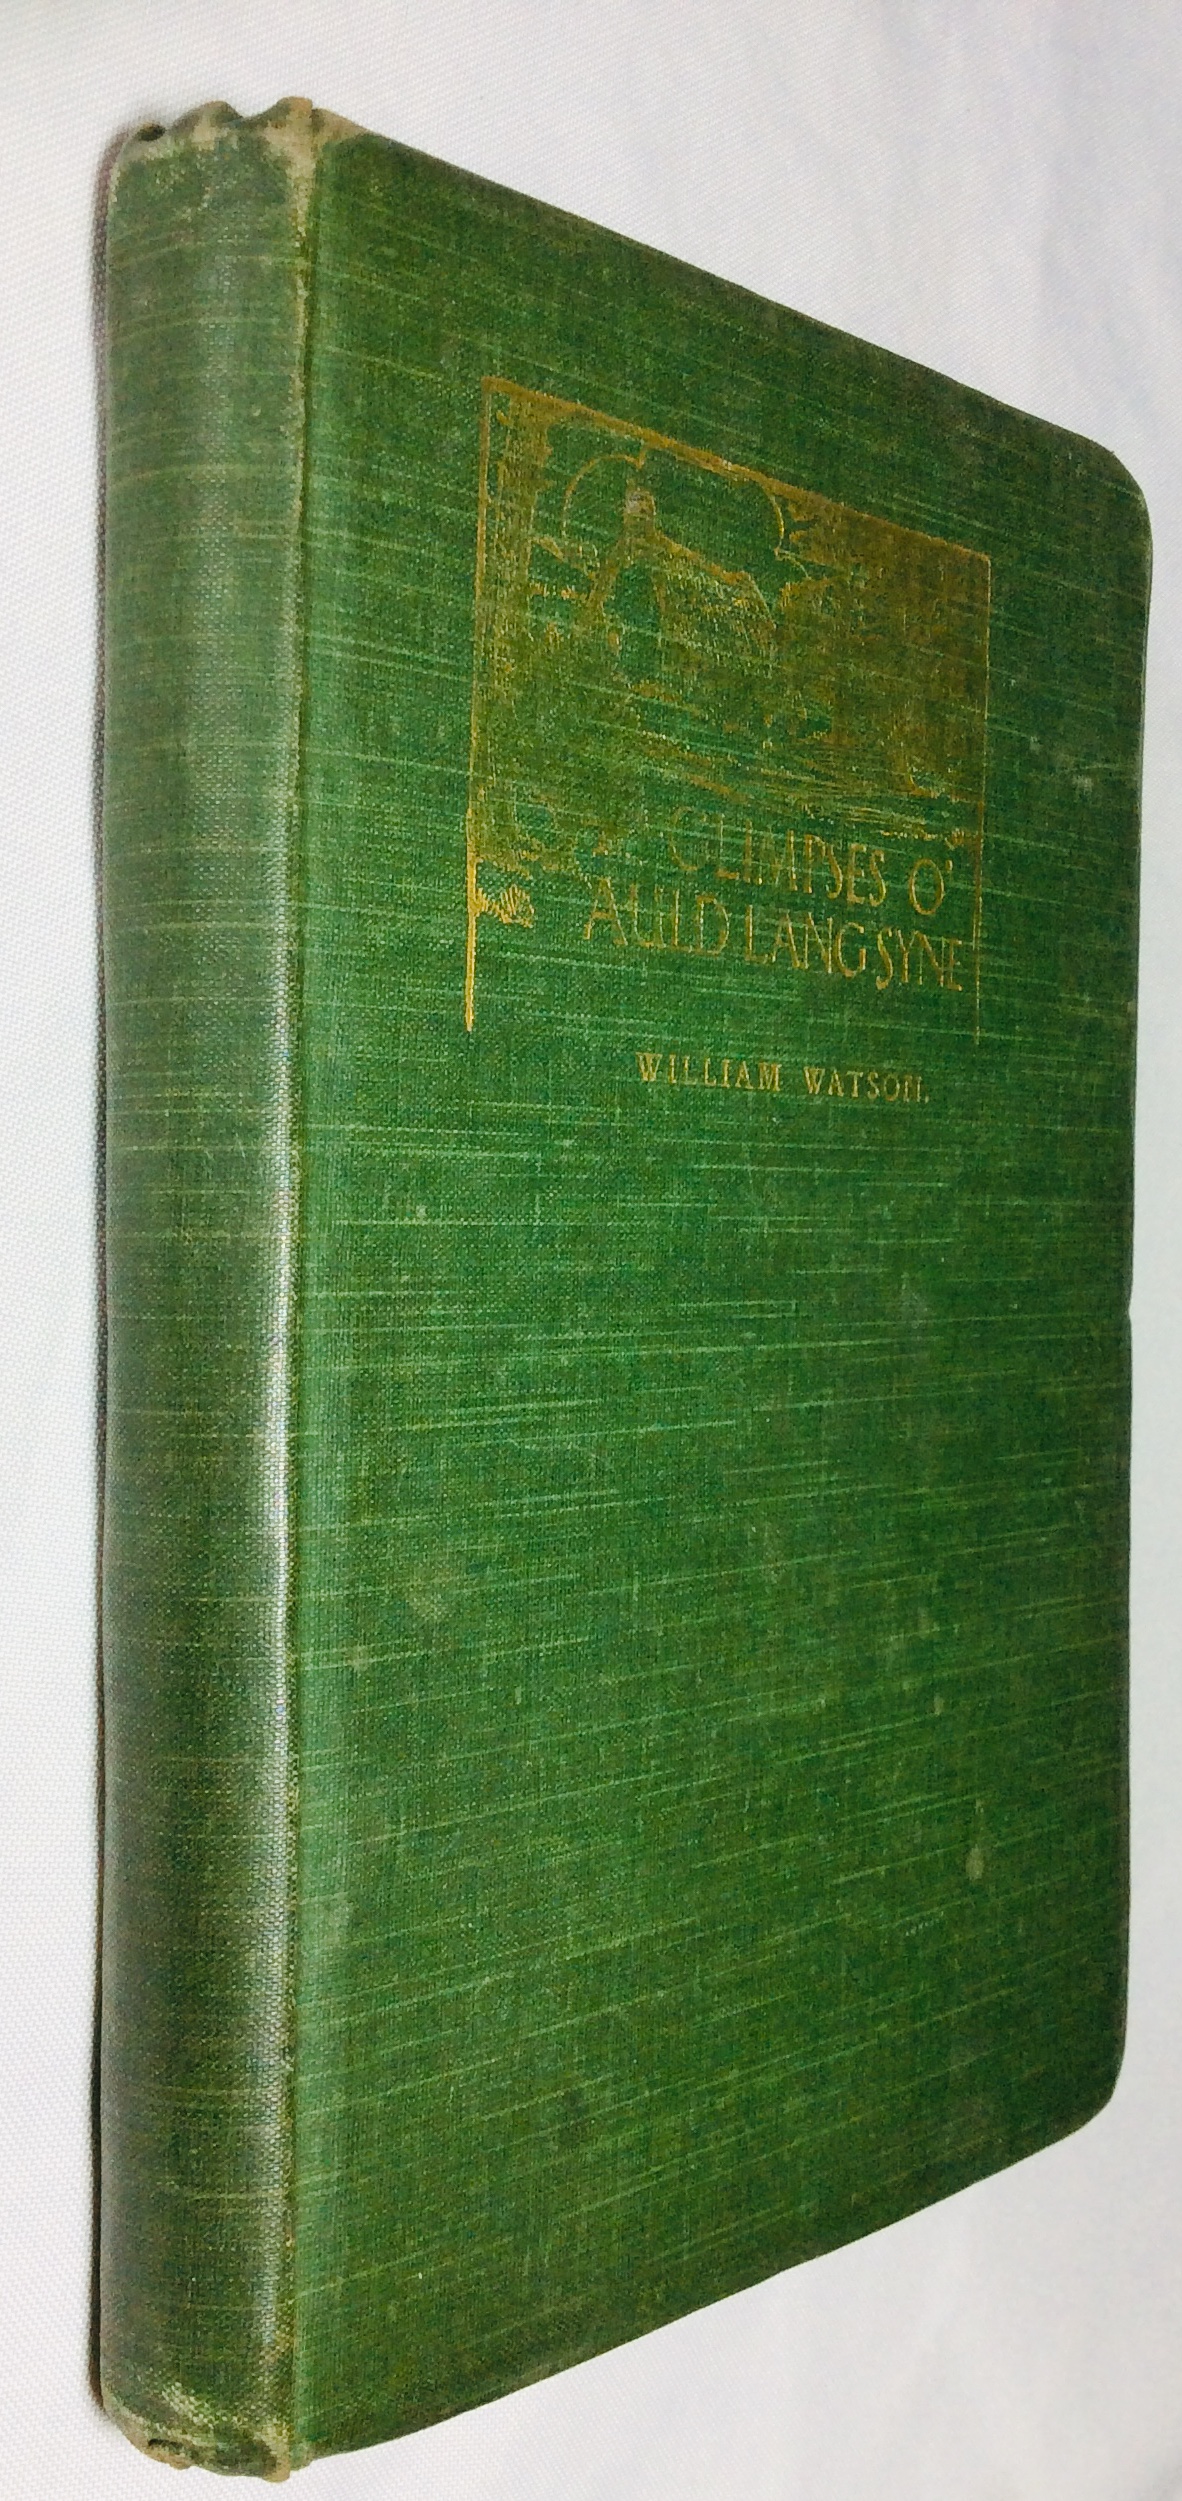 GLIMPSES O'
AULD LANG SYNE
WILLIAM WATSON.